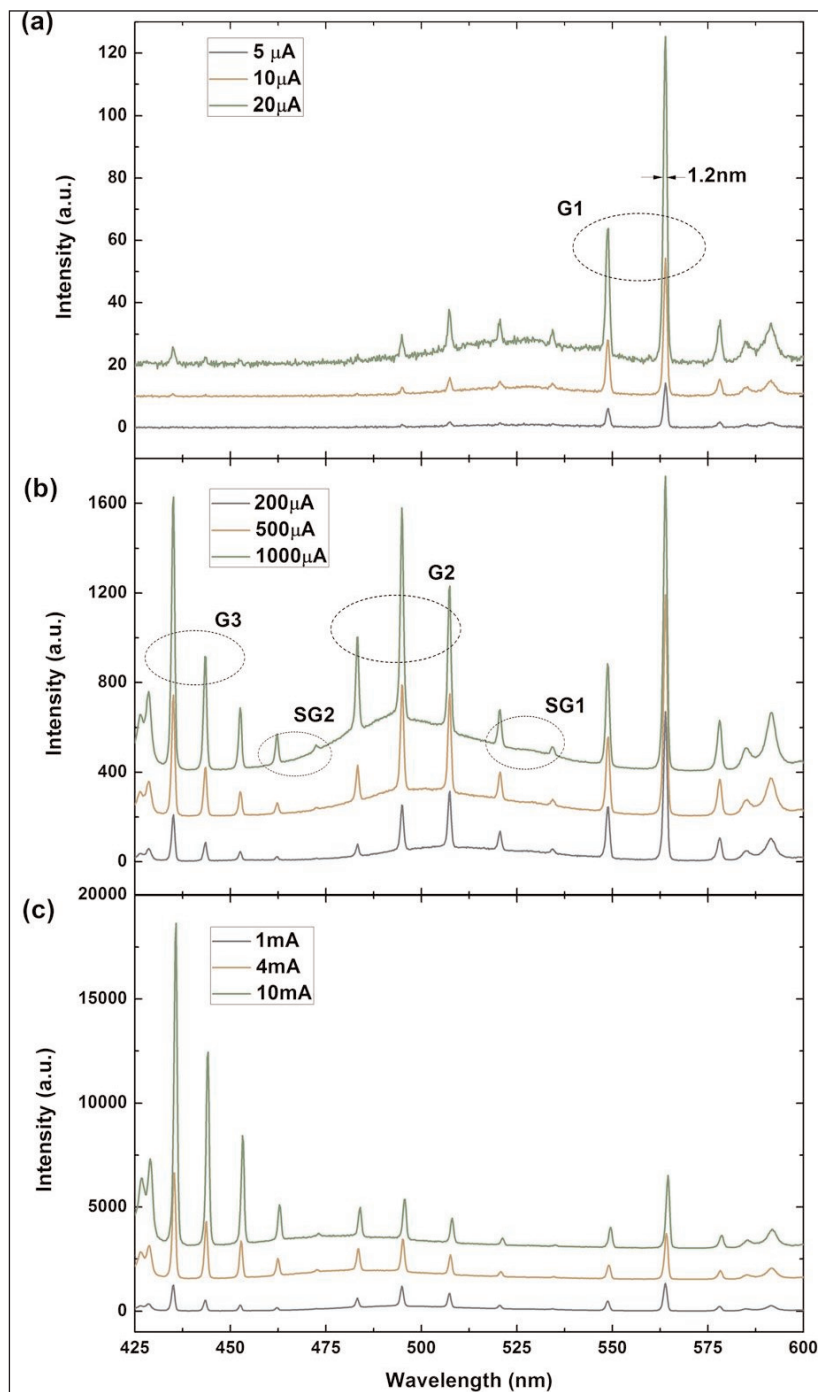 (a)
5 μA
10μA
20μA
120
100
80
60
40
20
0
Intensity (a.u.)
G1
1.2nm
(b)
200μA
500μA
1000μA
1600
1200
800
400
0
Intensity (a.u.)
G3
SG2
G2
SG1
(c)
1mA
4mA
10mA
20000
15000
10000
5000
0
Intensity (a.u.)
425 450 475 500 525 550 575 600
Wavelength (nm)